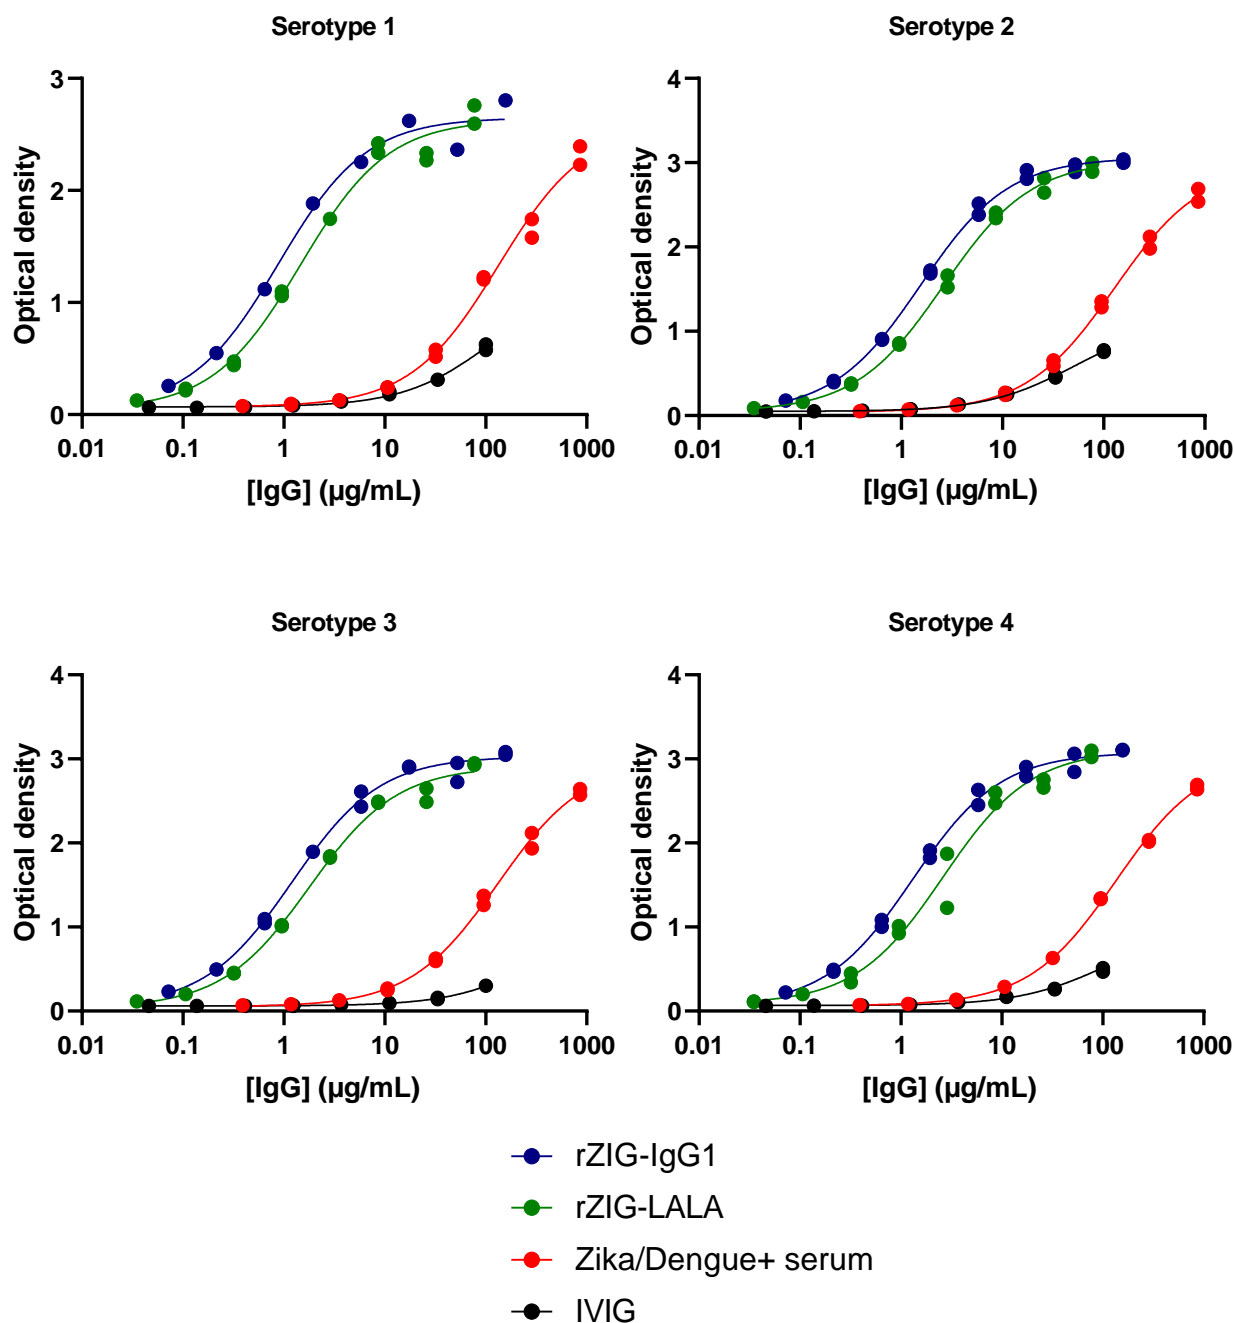 Serotype 1
Serotype 2
3
2
1
0
Optical density
0.01 0.1 1 10 100 1000
[IgG] (µg/mL)
4
3
2
1
0
Optical density
0.01 0.1 1 10 100 1000
[IgG] (µg/mL)
Serotype 3
Serotype 4
4
3
2
1
0
Optical density
0.01 0.1 1 10 100 1000
[IgG] (µg/mL)
4
3
2
1
0
Optical density
0.01 0.1 1 10 100 1000
[IgG] (µg/mL)
rZIG-IgG1
rZIG-LALA
Zika/Dengue+ serum
IVIG